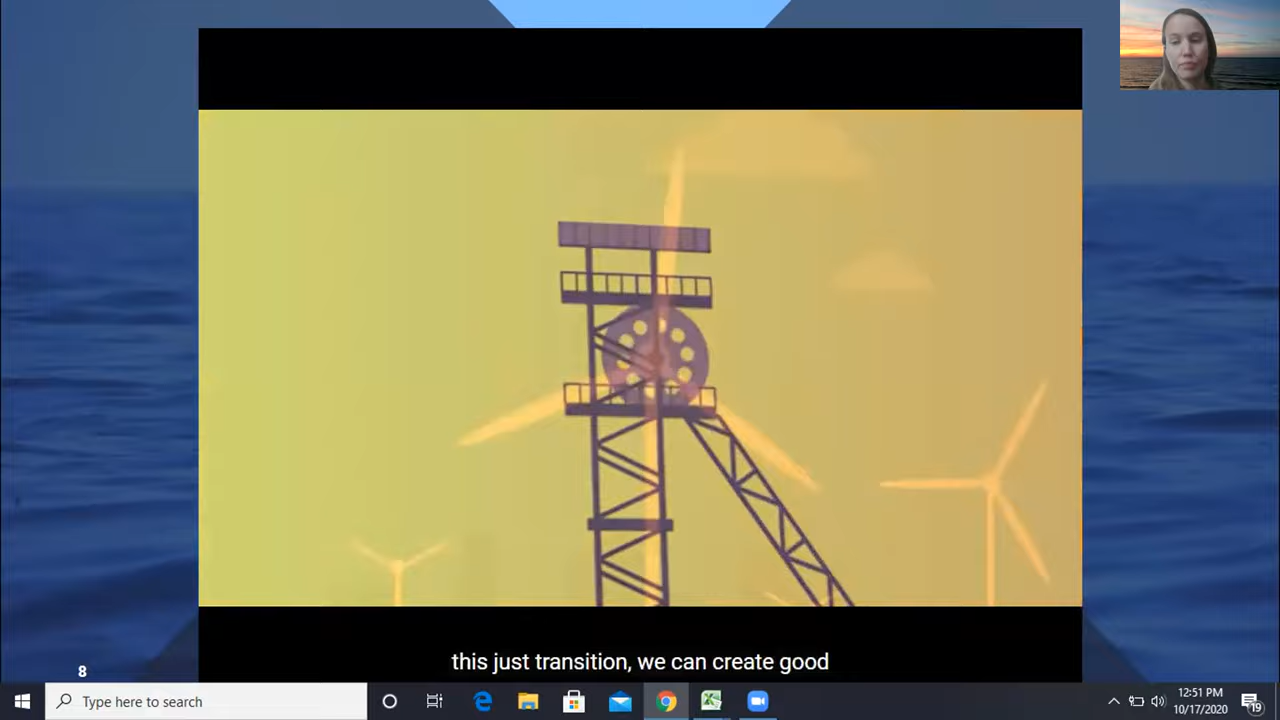 this just transition, we can create good
8
Type here to search
12:51 PM
10/17/2020
19